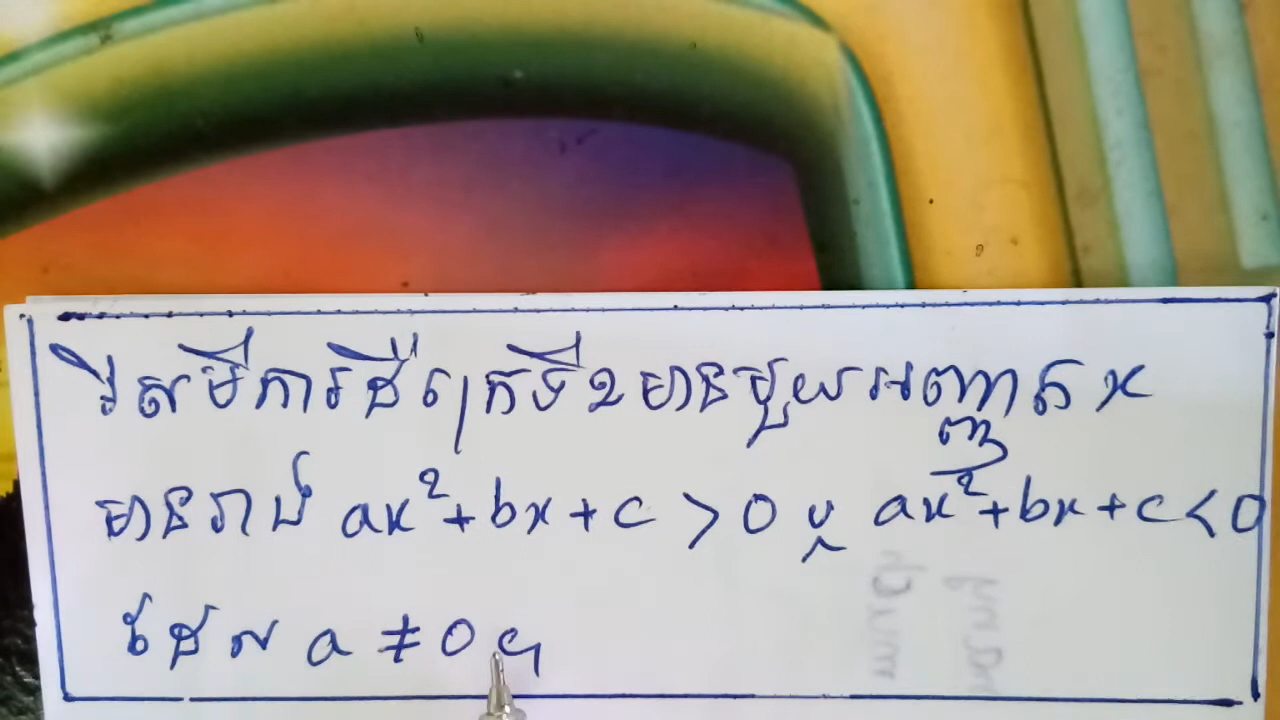 វិសមីការដឺក្រេទី២មានមួយអញ្ញាត x
មានរាង ax²+bx+c > 0 ឬ ax²+bx+c < 0
ដែល a ≠ 0 ។